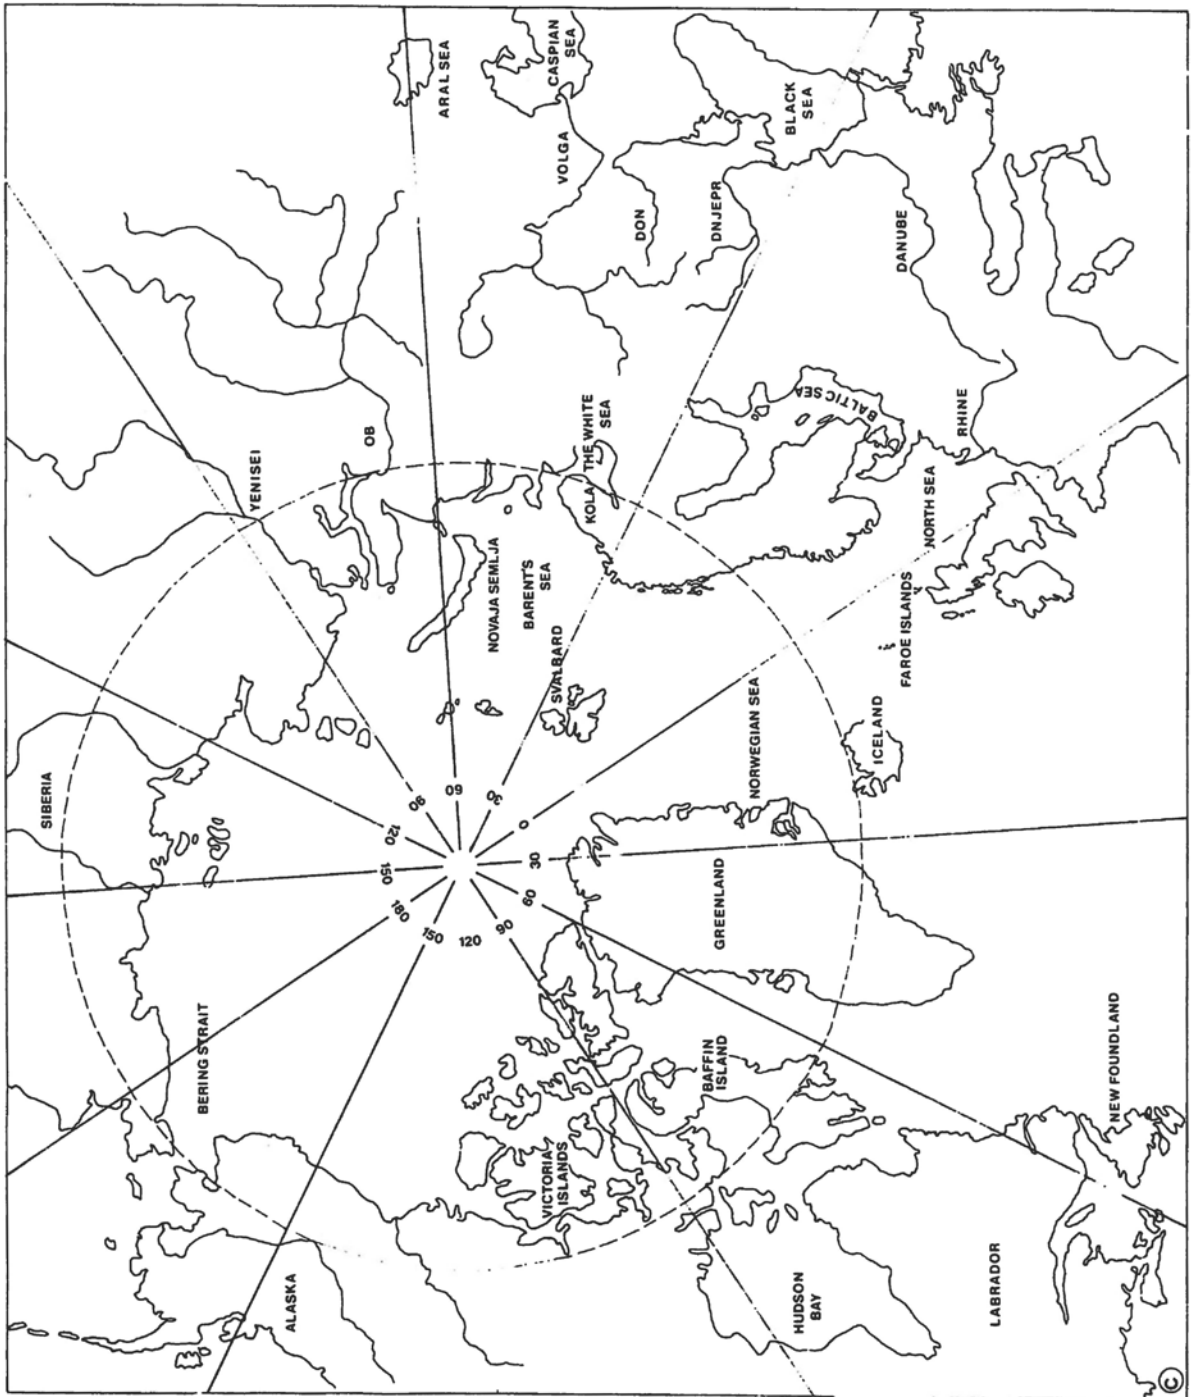 ARAL SEA
CASPIAN
SEA
VOLGA
BLACK
SEA
DON
DNJEPR
DANUBE
OB
YENISEI
KOLA
THE WHITE
SEA
BALTIC SEA
RHINE
NORTH SEA
NOVAJA SEMLJA
BARENT'S
SEA
SVALBARD
FAROE ISLANDS
NORWEGIAN SEA
ICELAND
SIBERIA
60
30
0
30
60
90
120
150
180
150
120
90
GREENLAND
BERING STRAIT
BAFFIN
ISLAND
NEW FOUNDLAND
VICTORIA
ISLANDS
ALASKA
HUDSON
BAY
LABRADOR
C